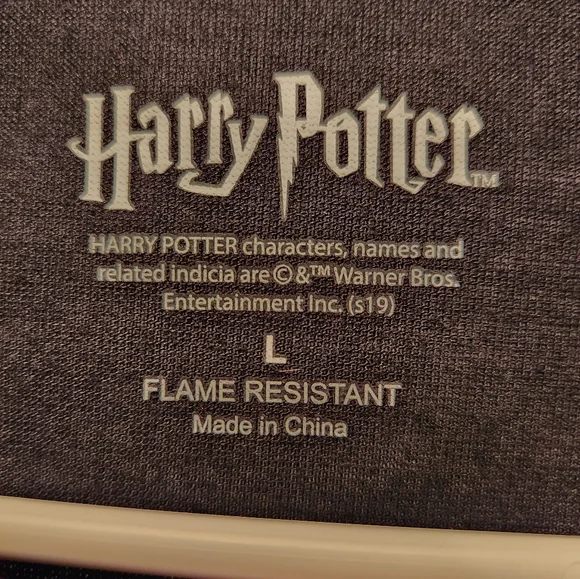 Harry Potter™
HARRY POTTER characters, names and
related indicia are © &™ Warner Bros.
Entertainment Inc. (s19)
L
FLAME RESISTANT
Made in China